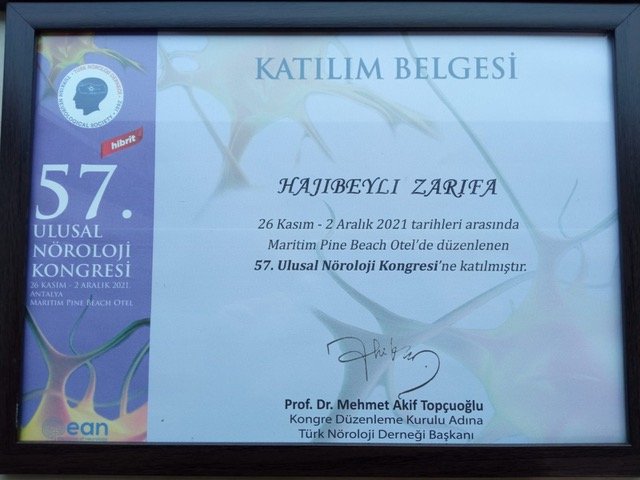 KATILIM BELGESİ
HAJIBEYLI ZARIFA
26 Kasım - 2 Aralık 2021 tarihleri arasında
Maritim Pine Beach Otel'de düzenlenen
57. Ulusal Nöroloji Kongresi'ne katılmıştır.
Prof. Dr. Mehmet Akif Topçuoğlu
Kongre Düzenleme Kurulu Adına
Türk Nöroloji Derneği Başkanı
hibrit
57.
ULUSAL
NÖROLOJİ
KONGRESİ
26 KASIM - 2 ARALIK 2021,
ANTALYA
MARITIM PINE BEACH OTEL
ean